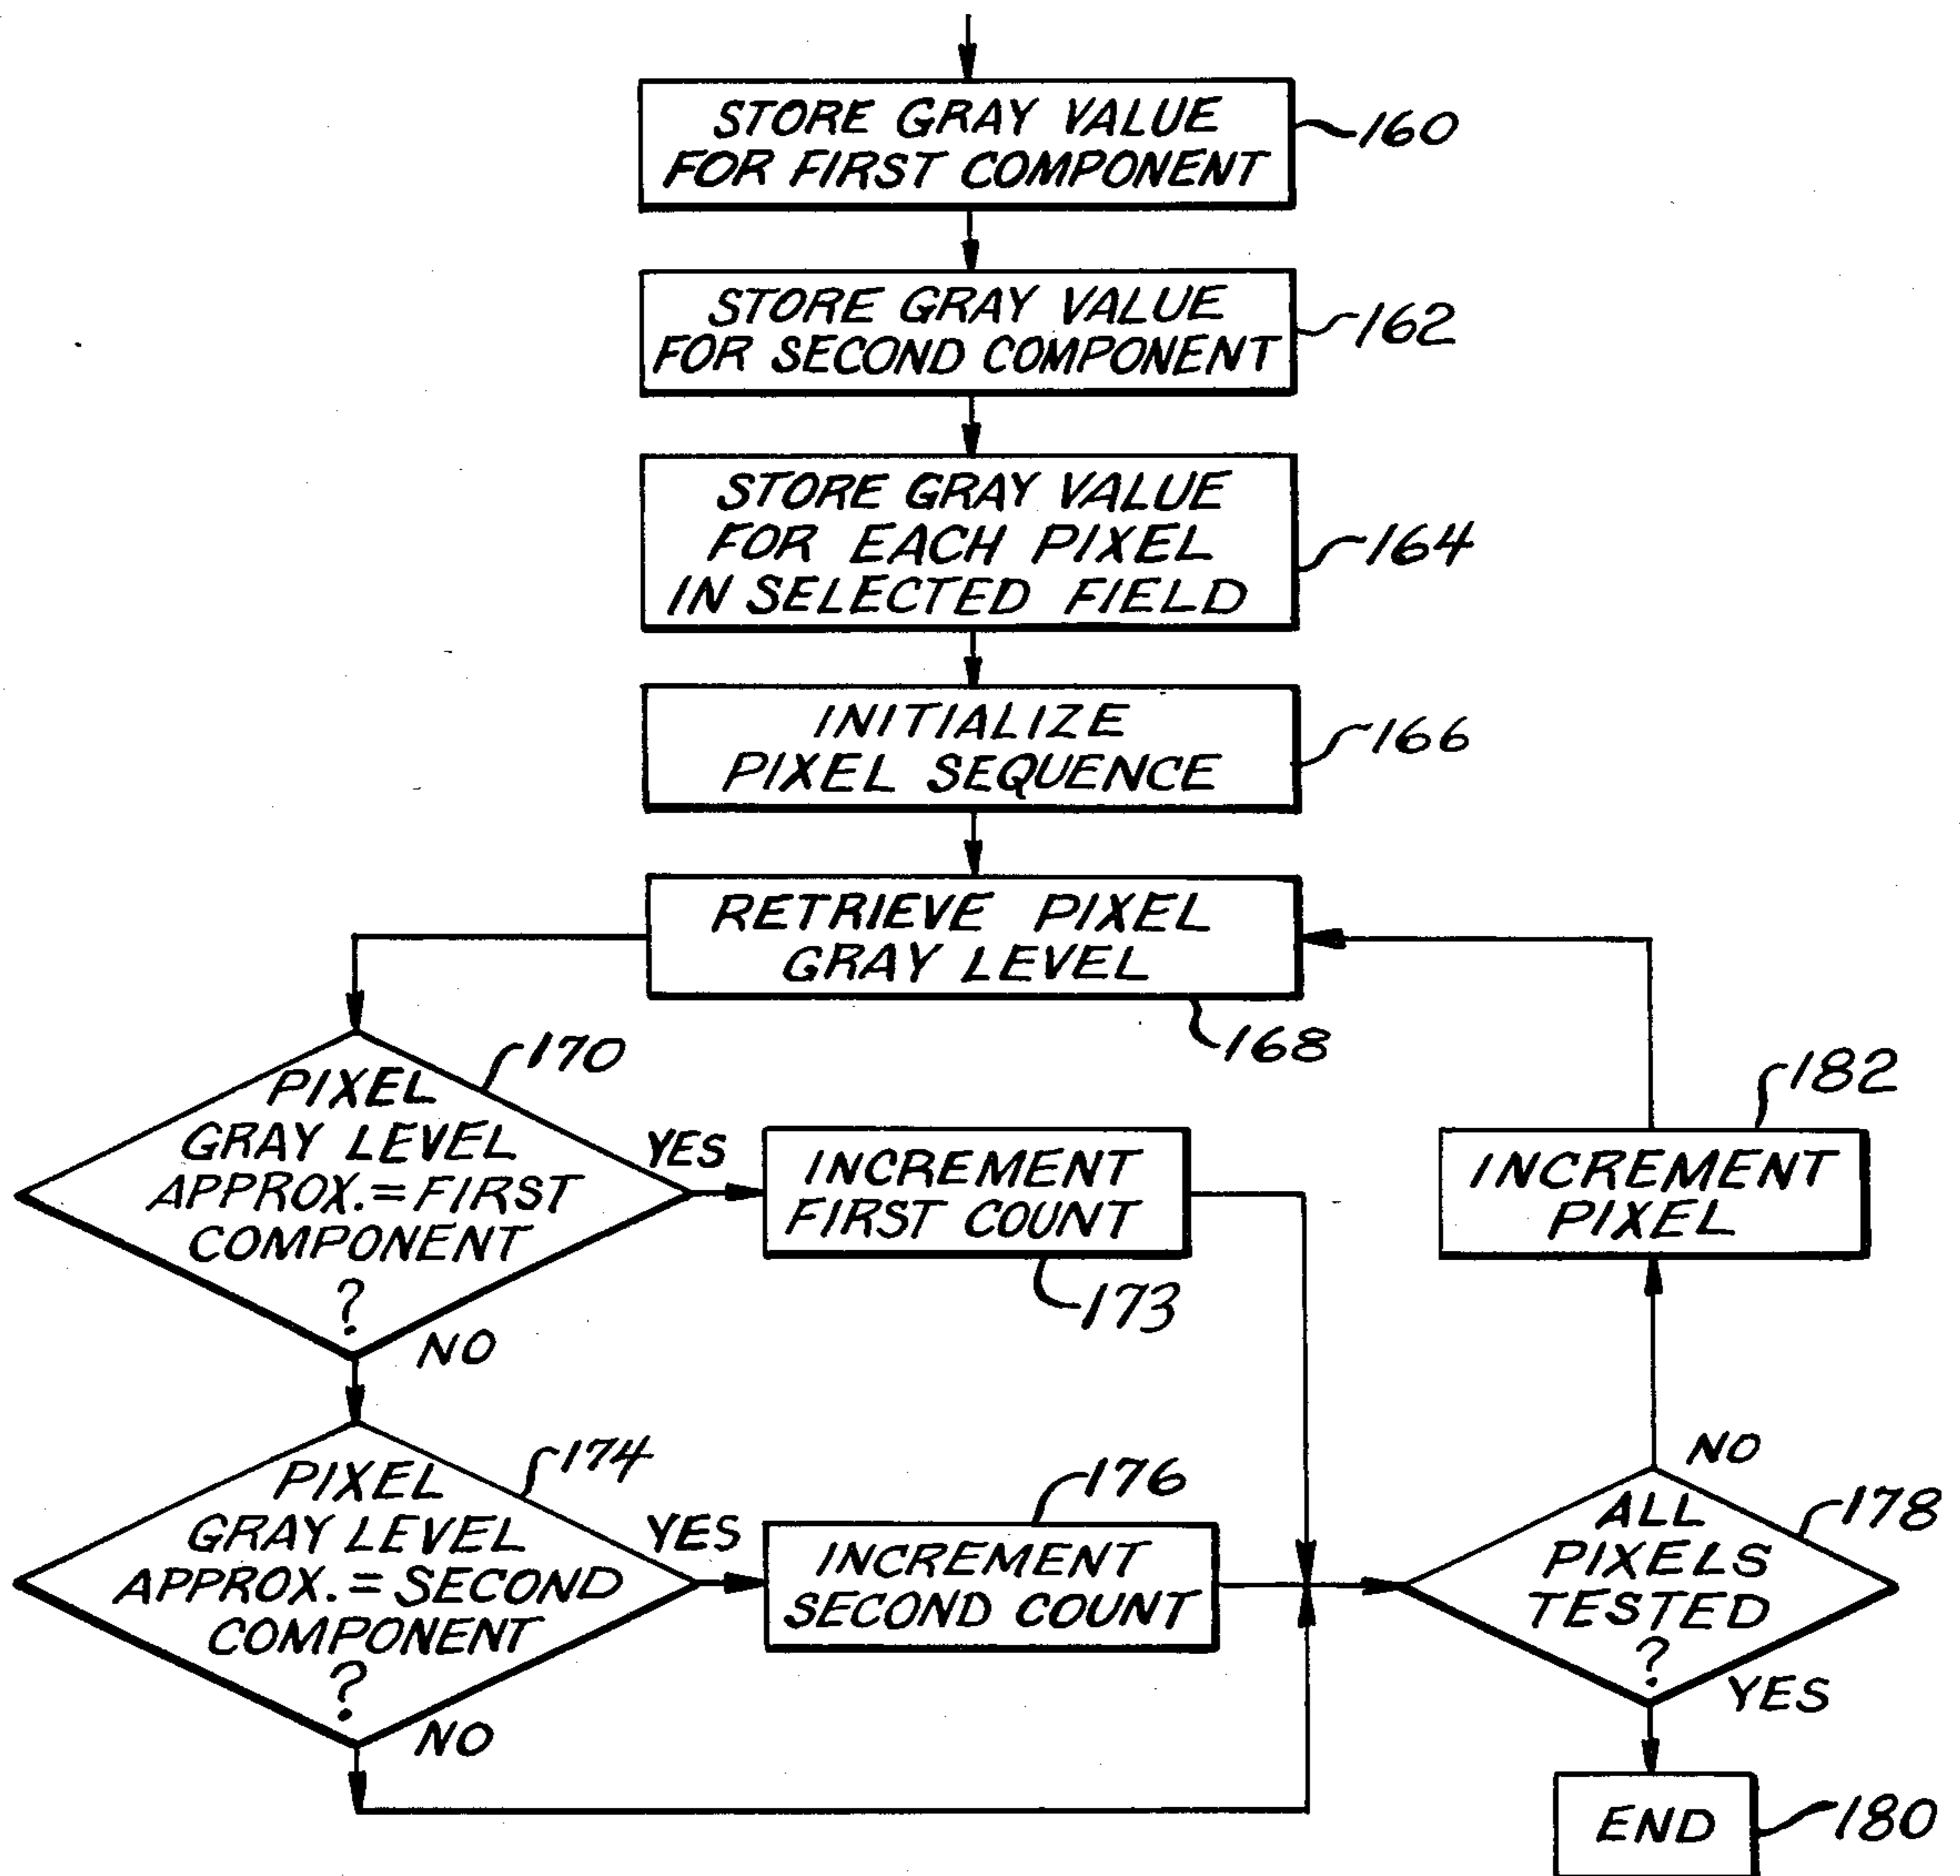 STORE GRAY VALUE
FOR FIRST COMPONENT
160
STORE GRAY VALUE
FOR SECOND COMPONENT
162
STORE GRAY VALUE
FOR EACH PIXEL
IN SELECTED FIELD
164
INITIALIZE
PIXEL SEQUENCE
166
RETRIEVE PIXEL
GRAY LEVEL
168
170
PIXEL
GRAY LEVEL
APPROX.=FIRST
COMPONENT
?
YES
NO
INCREMENT
FIRST COUNT
173
182
INCREMENT
PIXEL
174
PIXEL
GRAY LEVEL
APPROX.=SECOND
COMPONENT
?
YES
NO
176
INCREMENT
SECOND COUNT
NO
178
ALL
PIXELS
TESTED
?
YES
END
180